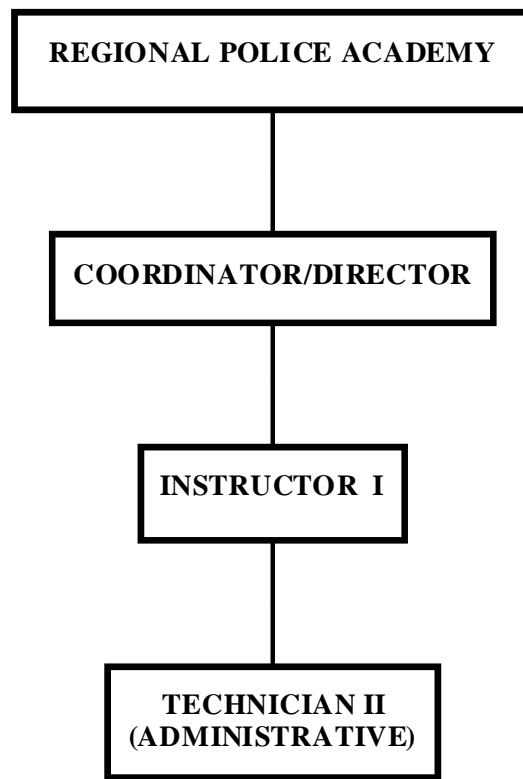 REGIONAL POLICE ACADEMY
COORDINATOR/DIRECTOR
INSTRUCTOR I
TECHNICIAN II
(ADMINISTRATIVE)